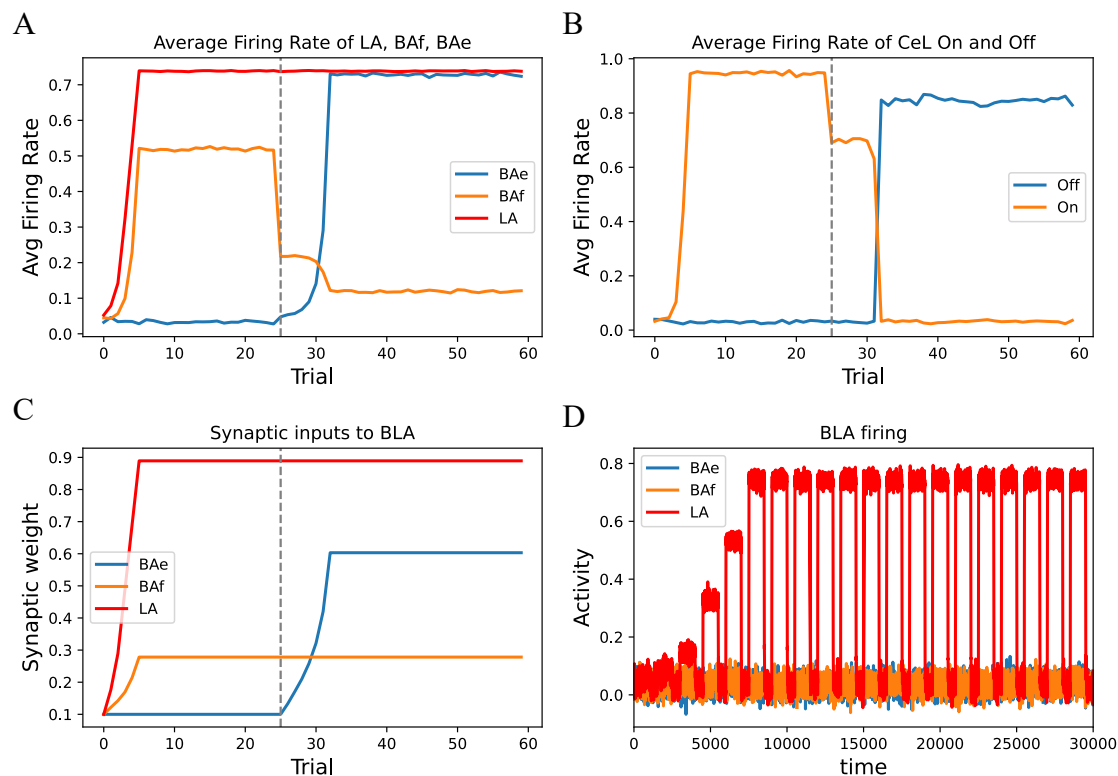 A
Average Firing Rate of LA, BAf, BAe
Avg Firing Rate
0.7
0.6
0.5
0.4
0.3
0.2
0.1
0.0
BAe
BAf
LA
0 10 20 30 40 50 60
Trial
B
Average Firing Rate of CeL On and Off
Avg Firing Rate
1.0
0.8
0.6
0.4
0.2
0.0
Off
On
0 10 20 30 40 50 60
Trial
C
Synaptic inputs to BLA
Synaptic weight
0.9
0.8
0.7
0.6
0.5
0.4
0.3
0.2
0.1
BAe
BAf
LA
0 10 20 30 40 50 60
Trial
D
BLA firing
Activity
0.8
0.6
0.4
0.2
0.0
BAe
BAf
LA
0 5000 10000 15000 20000 25000 30000
time